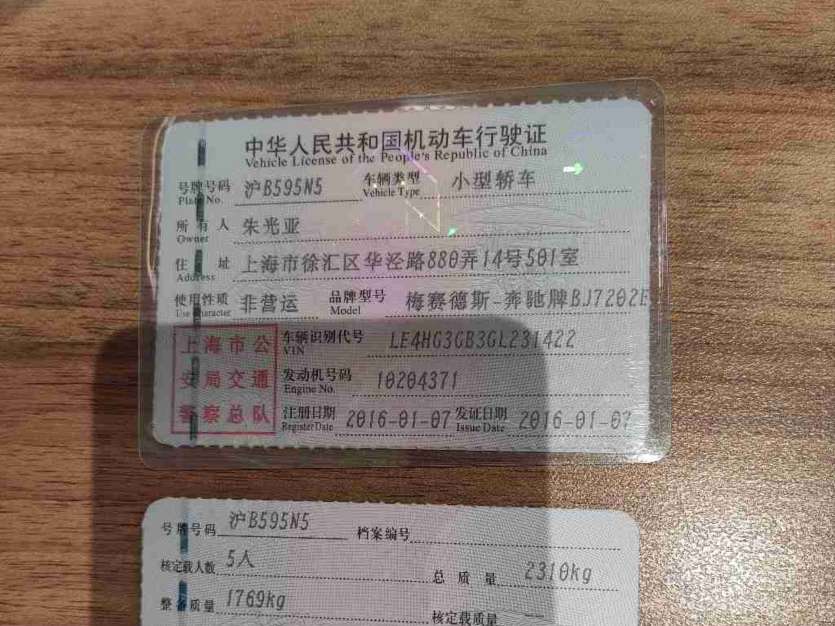 中华人民共和国机动车行驶证
Vehicle License of the People's Republic of China
号牌号码 沪B595N5 车辆类型 小型轿车
Plate No. Vehicle Type
所有人 朱光亚
Owner
住址 上海市徐汇区华泾路880弄14号501室
Address
使用性质 非营运 品牌型号 梅赛德斯-奔驰牌BJ7202E
Use Character Model
上海市公 车辆识别代号 LE4HG3GB3GL231422
VIN
安局交通 发动机号码 10204371
Engine No.
警察总队 注册日期 2016-01-07 发证日期 2016-01-07
Register Date Issue Date
号牌号码 沪B595N5 档案编号
核定载人数 5人 总质量 2310kg
整备质量 1769kg 核定载质量 --